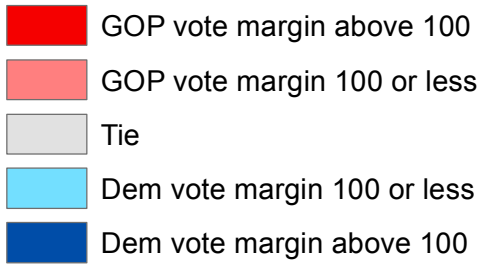 GOP vote margin above 100
GOP vote margin 100 or less
Tie
Dem vote margin 100 or less
Dem vote margin above 100